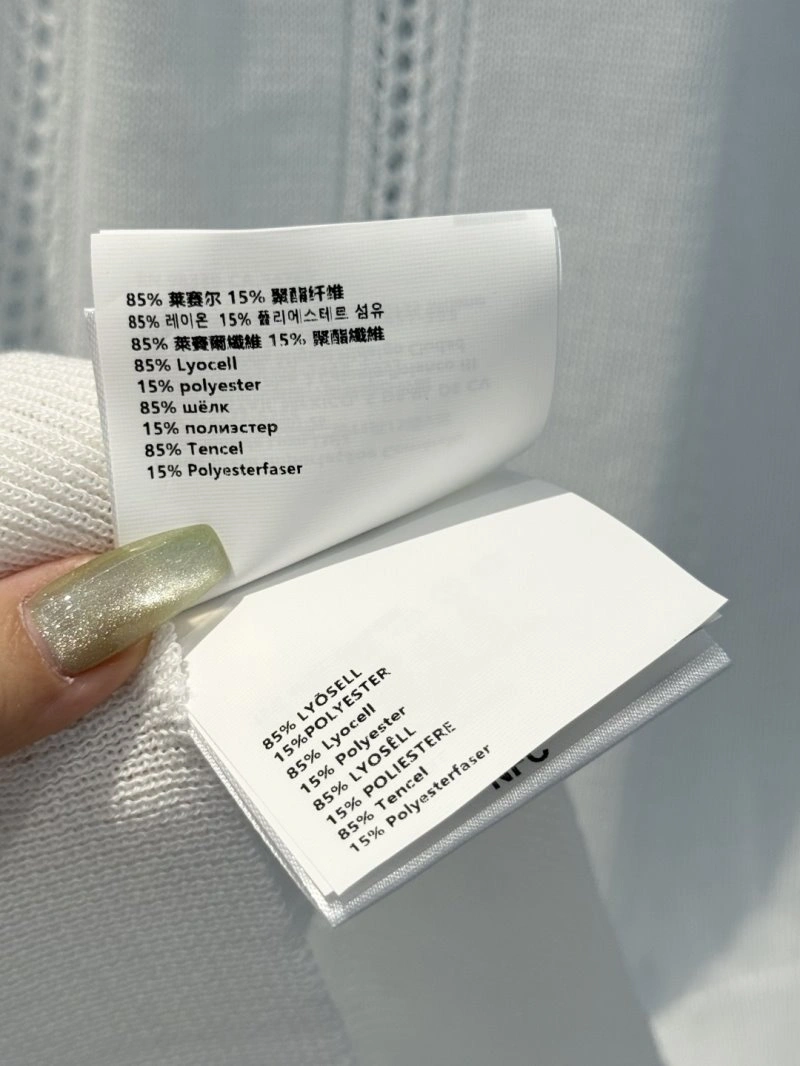 85% 莱赛尔 15% 聚酯纤维
85% 레이온 15% 폴리에스테르 섬유
85% 萊賽爾纖維 15%, 聚酯纖維
85% Lyocell
15% polyester
85% шёлк
15% полиэстер
85% Tencel
15% Polyesterfaser
85% LYŌSELL
15%POLYESTER
85% Lyocell
15% Polyester
85% LYOSĒLL
15% POLIESTERE
85% Tencel
15% Polyesterfaser